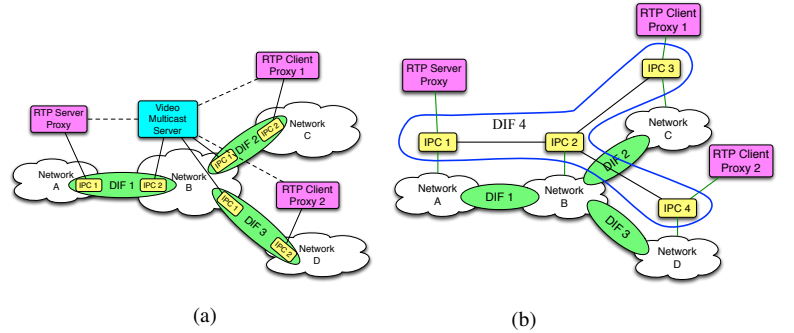 RTP Server
Proxy
Video
Multicast
Server
RTP Client
Proxy 1
Network
C
IPC 1
DIF 2
IPC 2
Network
A
IPC 1
DIF 1
IPC 2
Network
B
RTP Client
Proxy 2
IPC 1
DIF 3
IPC 2
Network
D
(a)
RTP Client
Proxy 1
RTP Server
Proxy
IPC 3
DIF 4
IPC 1
IPC 2
Network
C
RTP Client
Proxy 2
DIF 2
Network
A
DIF 1
Network
B
IPC 4
DIF 3
Network
D
(b)